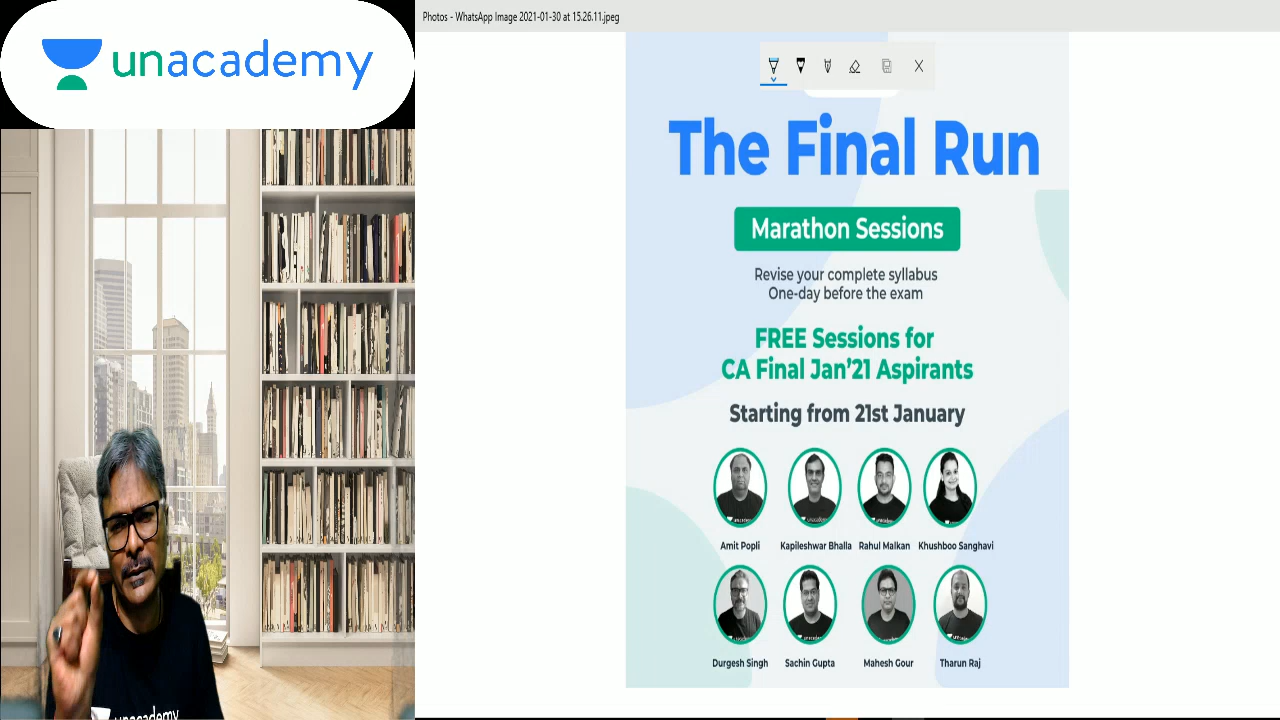 unacademy
Photos - WhatsApp Image 2021-01-30 at 15.26.11.jpeg
The Final Run
Marathon Sessions
Revise your complete syllabus
One-day before the exam
FREE Sessions for
CA Final Jan'21 Aspirants
Starting from 21st January
unacademy
unacademy
Amit Popli Kapileshwar Bhalla Rahul Malkan Khushboo Sanghavi
Durgesh Singh Sachin Gupta Mahesh Gour Tharun Raj
unacademy